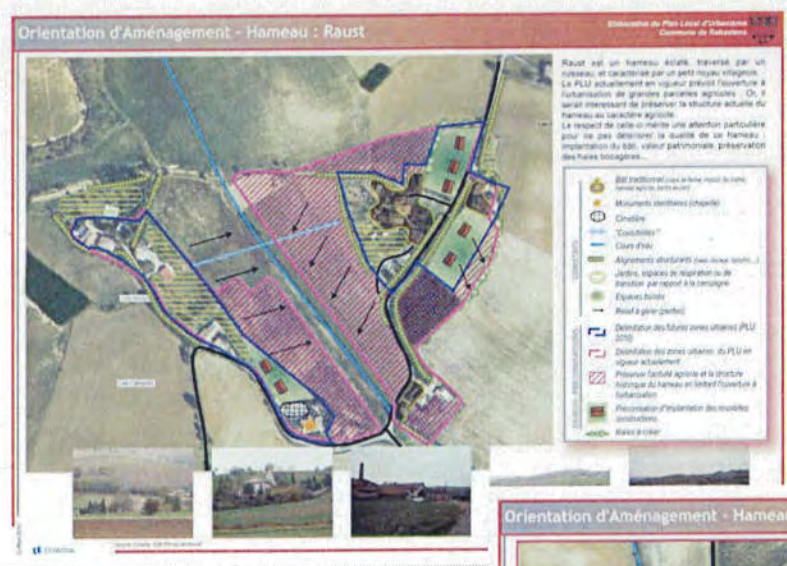 Orientation d'Aménagement - Hameau : Raust
Elaboration du Plan Local d'Urbanisme
Commune de Rabastens
Raust est un hameau éclaté, traversé par un
ruisseau, et caractérisé par un petit noyau villageois.
Le PLU actuellement en vigueur prévoit l'ouverture à
l'urbanisation de grandes parcelles agricoles. Or, il
serait intéressant de préserver la structure actuelle du
hameau au caractère agricole.
Le respect de celle-ci mérite une attention particulière
pour ne pas détériorer la qualité de ce hameau :
implantation du bâti, valeur patrimoniale, préservation
des haies bocagères...
Bâti traditionnel
Monuments identitaires (chapelle)
Cimetière
"Coustelles"
Cours d'eau
Alignements structurants
Jardins, espaces de respiration ou de
transition par rapport à la campagne
Espaces boisés
Relief à gérer (pentes)
Délimitation des futures zones urbaines (PLU
2010)
Délimitation des zones urbaines du PLU en
vigueur actuellement
Préserver l'activité agricole et la structure
historique du hameau en limitant l'ouverture à
l'urbanisation
Préconisation d'implantation des nouvelles
constructions
Haies à créer
Orientation d'Aménagement - Hameau